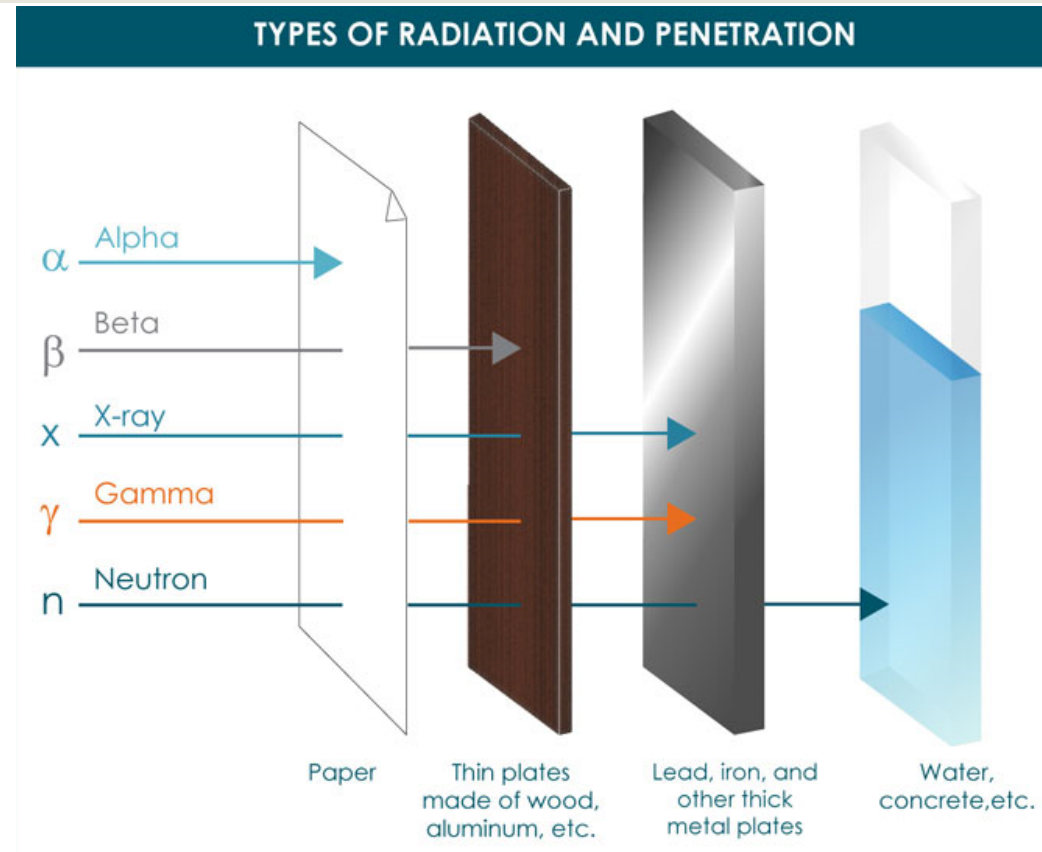 TYPES OF RADIATION AND PENETRATION
α Alpha
β Beta
x X-ray
γ Gamma
n Neutron
Paper
Thin plates
made of wood,
aluminum, etc.
Lead, iron, and
other thick
metal plates
Water,
concrete,etc.